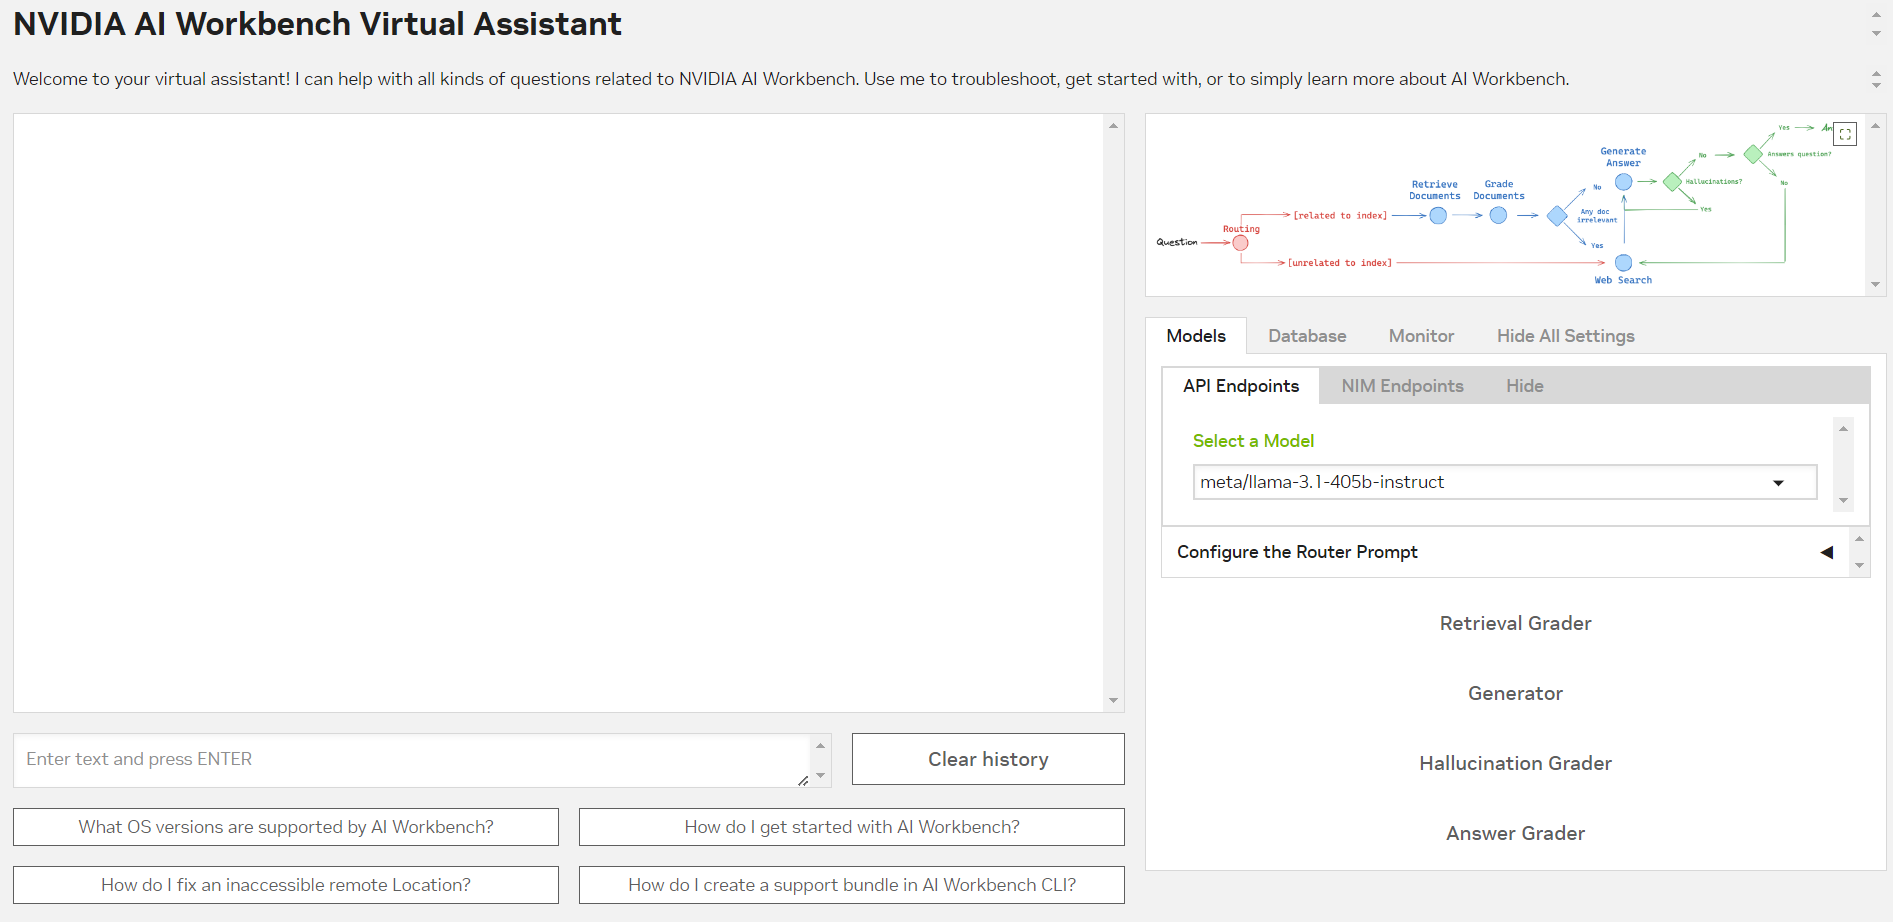 NVIDIA AI Workbench Virtual Assistant
Welcome to your virtual assistant! I can help with all kinds of questions related to NVIDIA AI Workbench. Use me to troubleshoot, get started with, or to simply learn more about AI Workbench.
Question
Routing
[related to index]
[unrelated to index]
Retrieve
Documents
Grade
Documents
No
Any doc
irrelevant
Yes
Generate
Answer
Web Search
Hallucinations?
No
Yes
Answers question?
Yes
No
Models
Database
Monitor
Hide All Settings
API Endpoints
NIM Endpoints
Hide
Select a Model
meta/llama-3.1-405b-instruct
Configure the Router Prompt
Retrieval Grader
Generator
Hallucination Grader
Answer Grader
Enter text and press ENTER
Clear history
What OS versions are supported by AI Workbench?
How do I get started with AI Workbench?
How do I fix an inaccessible remote Location?
How do I create a support bundle in AI Workbench CLI?